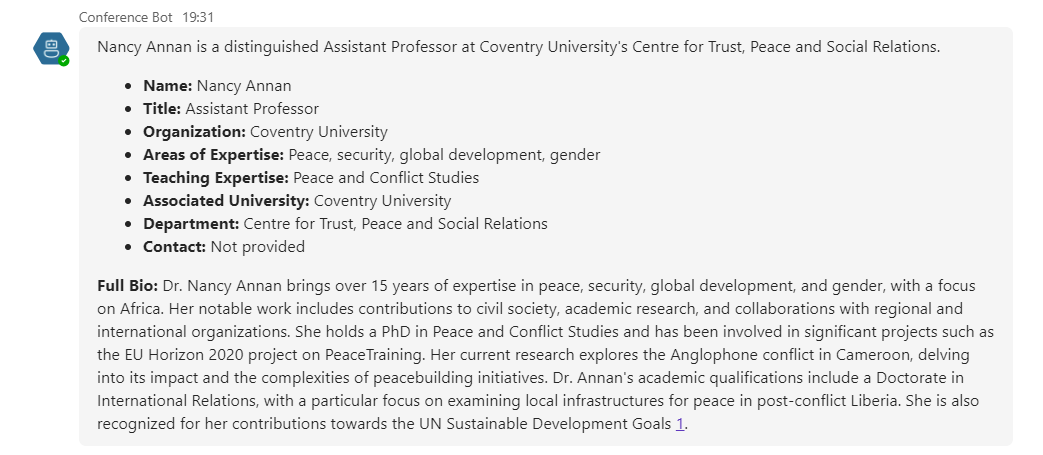 Conference Bot 19:31
Nancy Annan is a distinguished Assistant Professor at Coventry University's Centre for Trust, Peace and Social Relations.
• Name: Nancy Annan
• Title: Assistant Professor
• Organization: Coventry University
• Areas of Expertise: Peace, security, global development, gender
• Teaching Expertise: Peace and Conflict Studies
• Associated University: Coventry University
• Department: Centre for Trust, Peace and Social Relations
• Contact: Not provided
Full Bio: Dr. Nancy Annan brings over 15 years of expertise in peace, security, global development, and gender, with a focus
on Africa. Her notable work includes contributions to civil society, academic research, and collaborations with regional and
international organizations. She holds a PhD in Peace and Conflict Studies and has been involved in significant projects such as
the EU Horizon 2020 project on PeaceTraining. Her current research explores the Anglophone conflict in Cameroon, delving
into its impact and the complexities of peacebuilding initiatives. Dr. Annan's academic qualifications include a Doctorate in
International Relations, with a particular focus on examining local infrastructures for peace in post-conflict Liberia. She is also
recognized for her contributions towards the UN Sustainable Development Goals 1.